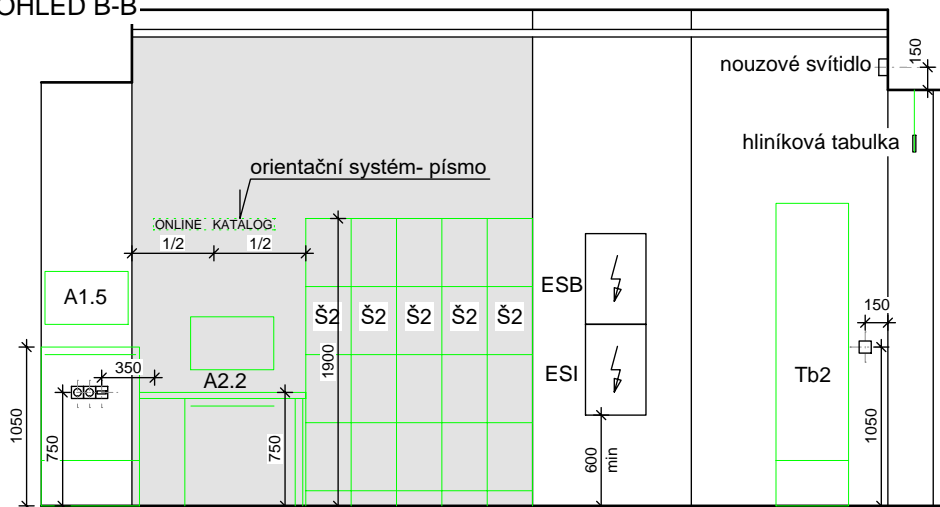 OHLED B-B
nouzové svítidlo
150
hliníková tabulka
orientační systém- písmo
ONLINE KATALOG
1/2 1/2
A1.5
ESB
Š2 Š2 Š2 Š2 Š2
150
350
1900
A2.2
ESI
Tb2
1050
750
750
600
min
1050